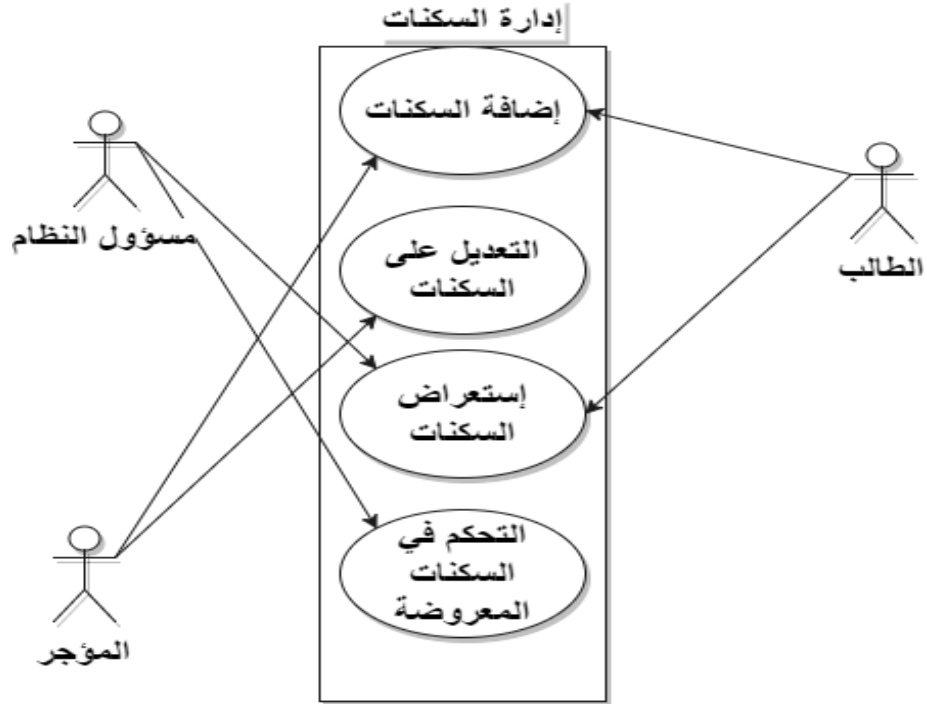 إدارة السكنات
إضافة السكنات
مسؤول النظام
التعديل على
السكنات
الطالب
إستعراض
السكنات
التحكم في
السكنات
المعروضة
المؤجر